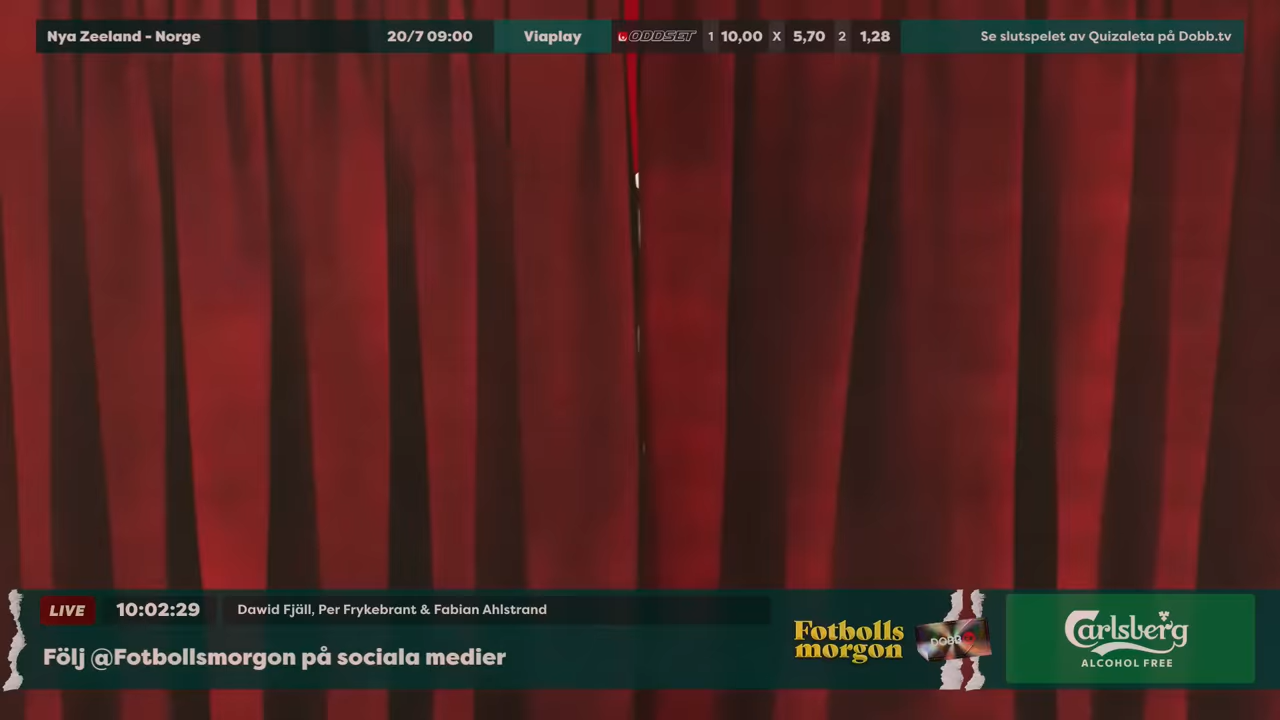 Nya Zeeland - Norge 20/7 09:00 Viaplay ODDSET 1 10,00 X 5,70 2 1,28 Se slutspelet av Quizaleta på Dobb.tv
LIVE 10:02:29 Dawid Fjäll, Per Frykebrant & Fabian Ahlstrand
Följ @Fotbollsmorgon på sociala medier
Fotbolls
morgon
DOBB
Carlsberg
ALCOHOL FREE